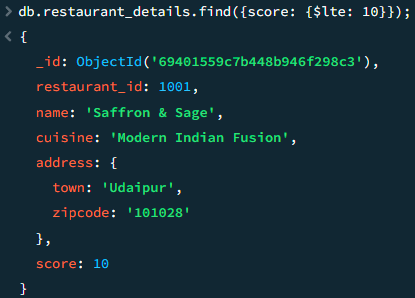 > db.restaurant_details.find({score: {$lte: 10}});
< {
_id: ObjectId('69401559c7b448b946f298c3'),
restaurant_id: 1001,
name: 'Saffron & Sage',
cuisine: 'Modern Indian Fusion',
address: {
town: 'Udaipur',
zipcode: '101028'
},
score: 10
}